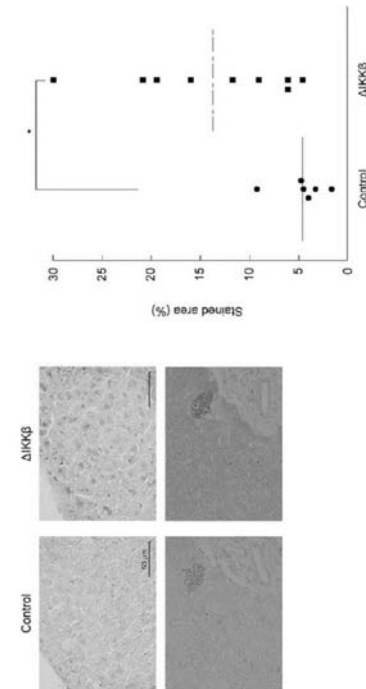 Control
ΔIKKβ
Stained area (%)
30
25
20
15
10
5
0
*
Control
ΔIKKβ